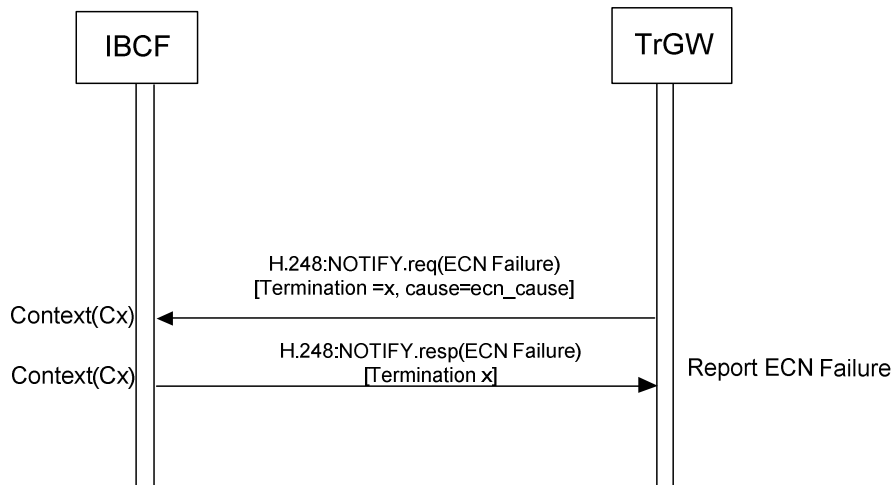 IBCF
TrGW
H.248:NOTIFY.req(ECN Failure)
[Termination =x, cause=ecn_cause]
Context(Cx)
H.248:NOTIFY.resp(ECN Failure)
[Termination x]
Context(Cx)
Report ECN Failure